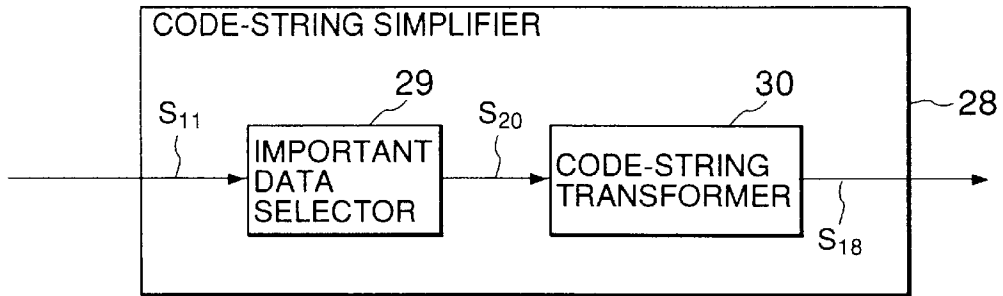 CODE-STRING SIMPLIFIER
29
30
28
S11
S20
IMPORTANT
DATA
SELECTOR
CODE-STRING
TRANSFORMER
S18